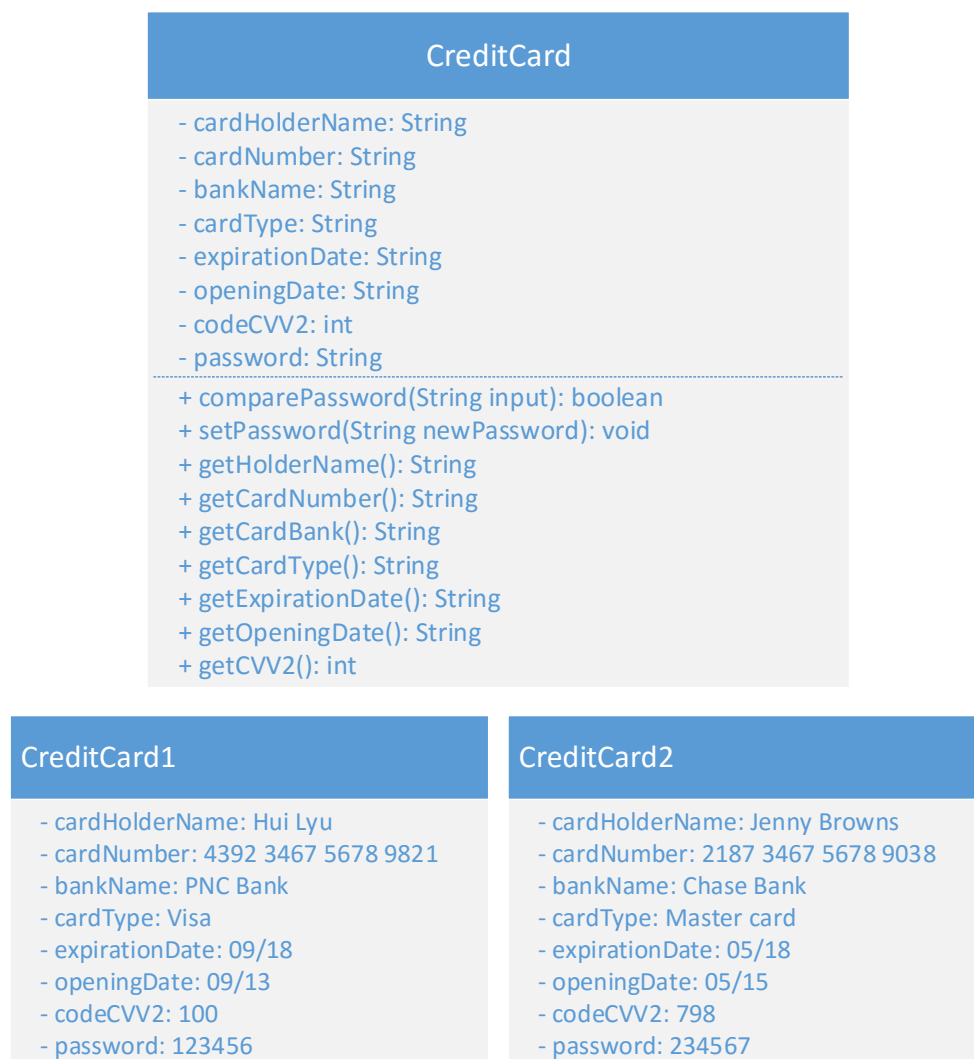 CreditCard
- cardHolderName: String
- cardNumber: String
- bankName: String
- cardType: String
- expirationDate: String
- openingDate: String
- codeCVV2: int
- password: String
+ comparePassword(String input): boolean
+ setPassword(String newPassword): void
+ getHolderName(): String
+ getCardNumber(): String
+ getCardBank(): String
+ getCardType(): String
+ getExpirationDate(): String
+ getOpeningDate(): String
+ getCVV2(): int
CreditCard1
- cardHolderName: Hui Lyu
- cardNumber: 4392 3467 5678 9821
- bankName: PNC Bank
- cardType: Visa
- expirationDate: 09/18
- openingDate: 09/13
- codeCVV2: 100
- password: 123456
CreditCard2
- cardHolderName: Jenny Browns
- cardNumber: 2187 3467 5678 9038
- bankName: Chase Bank
- cardType: Master card
- expirationDate: 05/18
- openingDate: 05/15
- codeCVV2: 798
- password: 234567